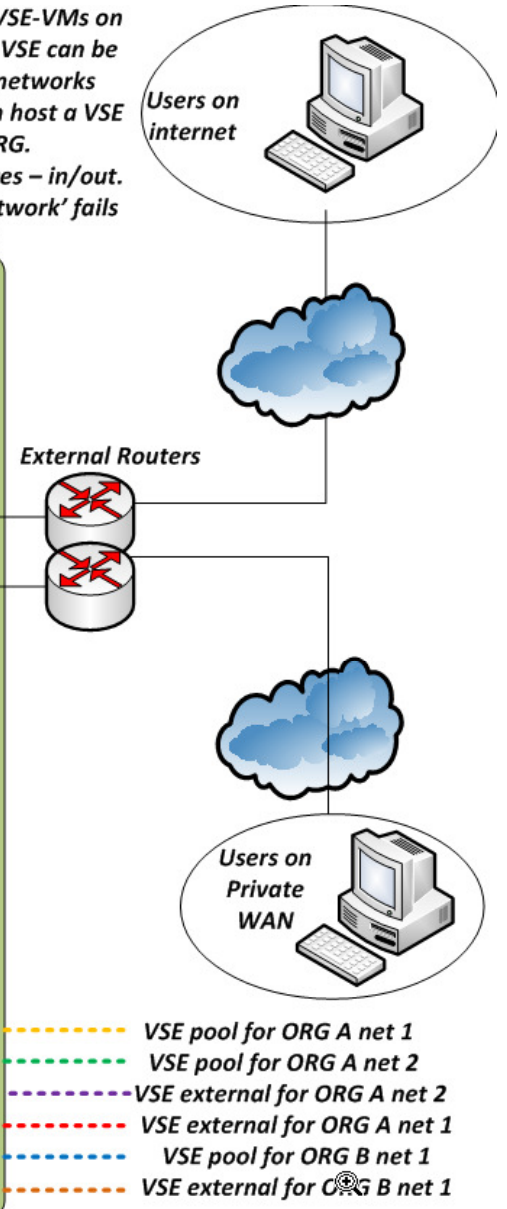 VSE-VMs on
VSE can be
networks
host a VSE
es – in/out.
twork' fails
Users on
internet
External Routers
Users on
Private
WAN
VSE pool for ORG A net 1
VSE pool for ORG A net 2
VSE external for ORG A net 2
VSE external for ORG A net 1
VSE pool for ORG B net 1
VSE external for ORG B net 1